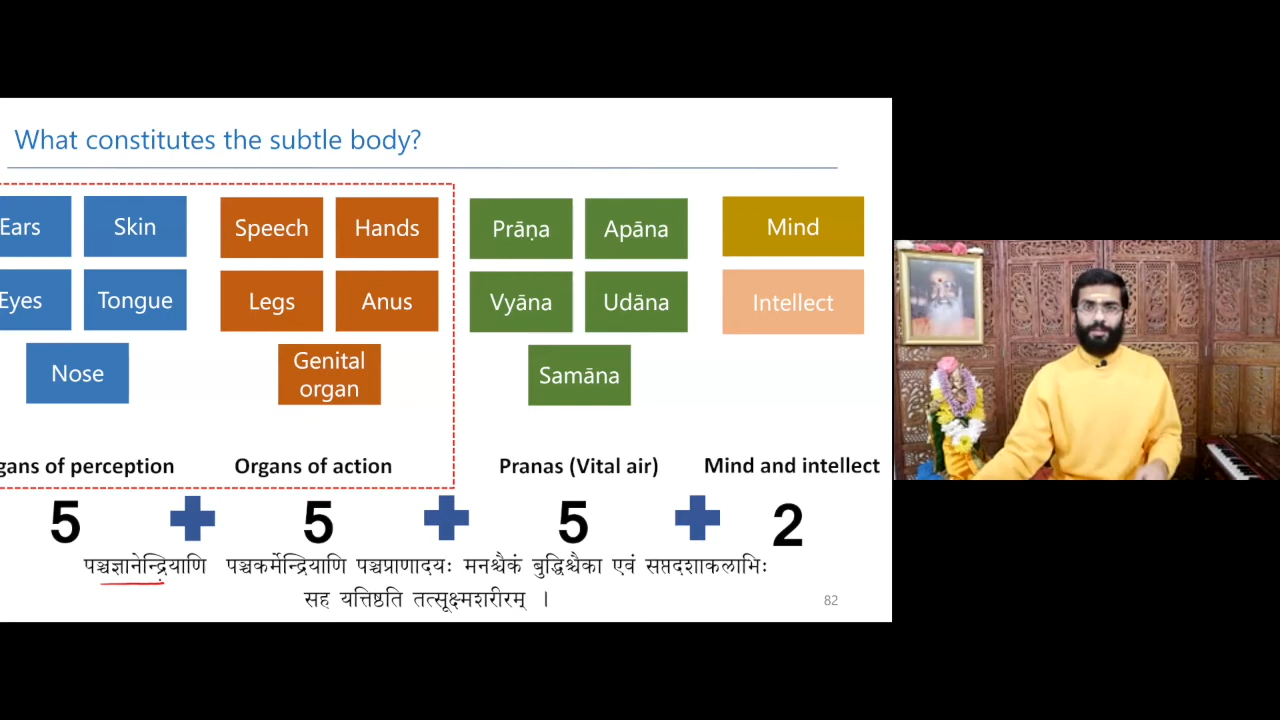 What constitutes the subtle body?
Ears Skin Speech Hands Prāṇa Apāna Mind
Eyes Tongue Legs Anus Vyāna Udāna Intellect
Nose Genital organ Samāna
gans of perception Organs of action Pranas (Vital air) Mind and intellect
5 + 5 + 5 + 2
पञ्चज्ञानेन्द्रियाणि पञ्चकर्मेन्द्रियाणि पञ्चप्राणादयः मनश्चैकं बुद्धिश्चैका एवं सप्तदशाकलाभिः
सह यत्तिष्ठति तत्सूक्ष्मशरीरम् ।
82